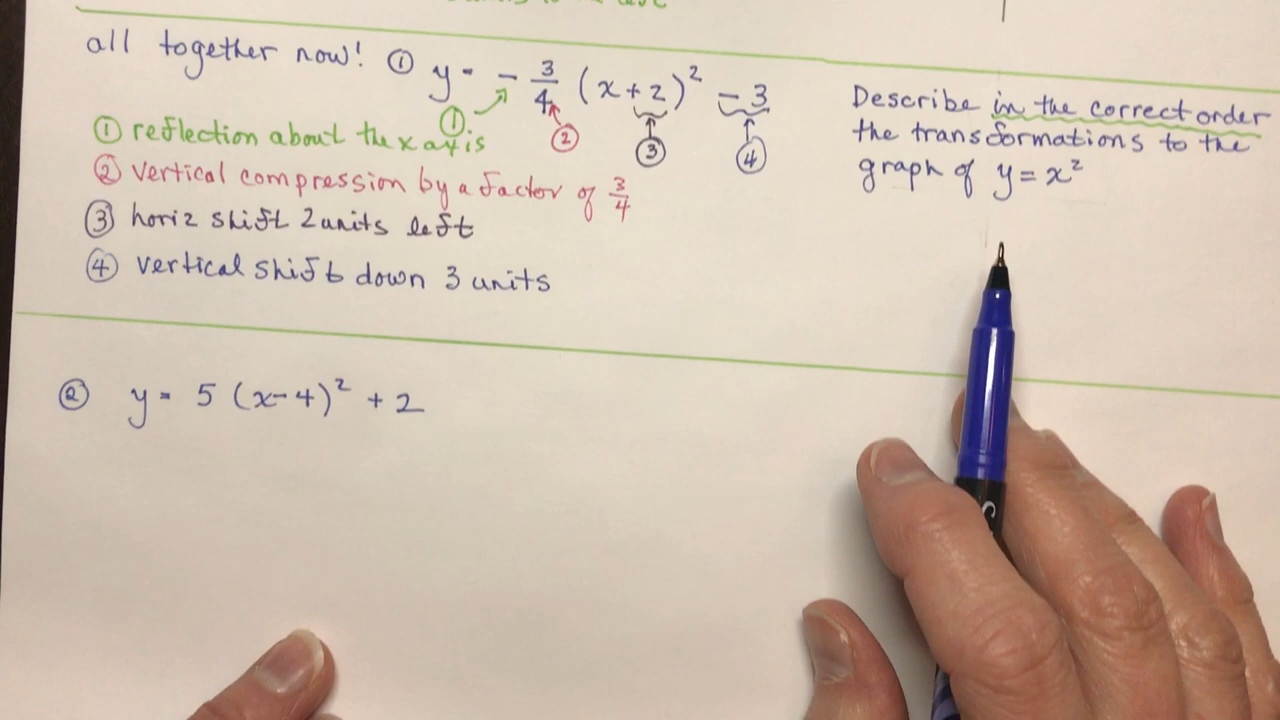 all together now! ① y = - 3/4 (x+2)² - 3
① ② ③ ④
① reflection about the x axis
② vertical compression by a factor of 3/4
③ horiz shift 2 units left
④ vertical shift down 3 units
Describe in the correct order
the transformations to the
graph of y = x²
② y = 5 (x-4)² + 2